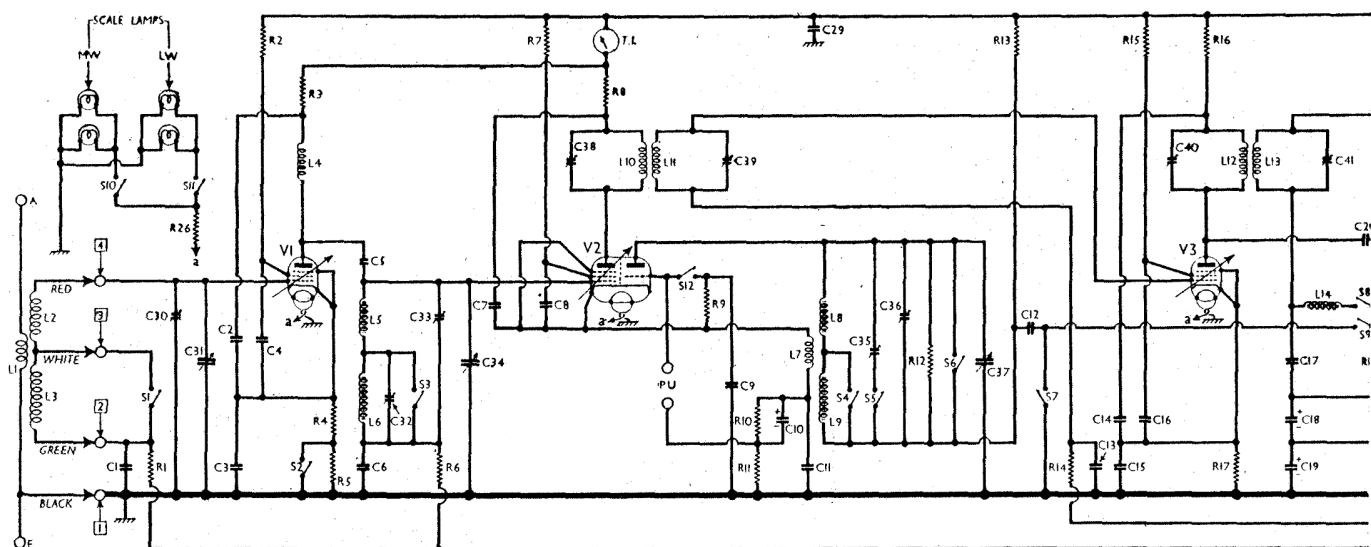 SCALE LAMPS
MW
LW
R2
R7
T.I.
C29
R13
R15
R16
R3
R8
L4
C38
L10
L11
C39
C40
L12
L13
C41
S10
S11
R26
a
A
4
V1
C5
V2
V3
RED
S12
S8
C30
C2
L5
C33
C7
C8
R9
L8
C36
C12
L14
S9
L2
3
WHITE
C31
C4
C34
PU
L7
C35
R12
S6
C37
C17
L1
L3
S1
S3
C9
S4
S5
S7
2
R4
L6
C32
R10
C10
L9
C14
C16
C18
GREEN
C1
R1
C3
S2
R5
C6
R6
R11
C11
R14
C13
C15
R17
C19
BLACK
1
a
a
a